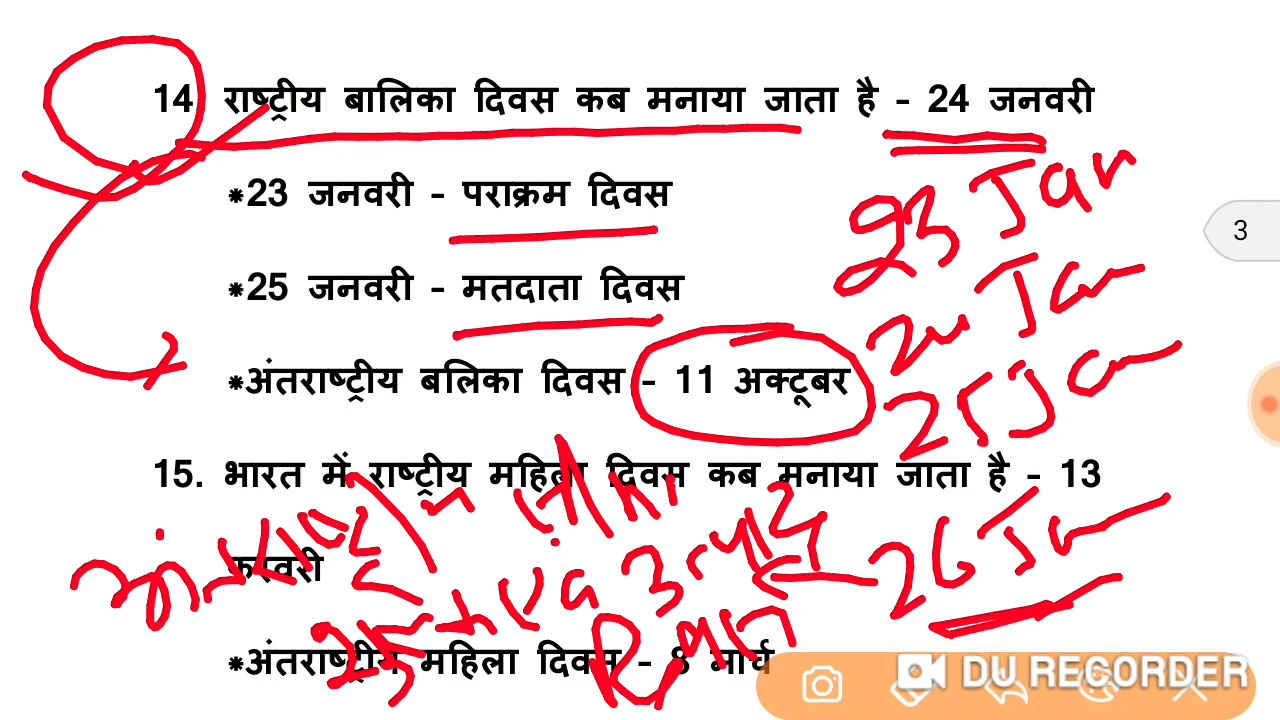 14. राष्ट्रीय बालिका दिवस कब मनाया जाता है - 24 जनवरी
*23 जनवरी - पराक्रम दिवस
23 Jan
3
*25 जनवरी - मतदाता दिवस
24 Jan
*अंतराष्ट्रीय बलिका दिवस - 11 अक्टूबर
25 Jan
15. भारत में राष्ट्रीय महिला दिवस कब मनाया जाता है - 13
26 Jan
फरवरी
*अंतराष्ट्रीय महिला दिवस - 8 मार्च
DU RECORDER